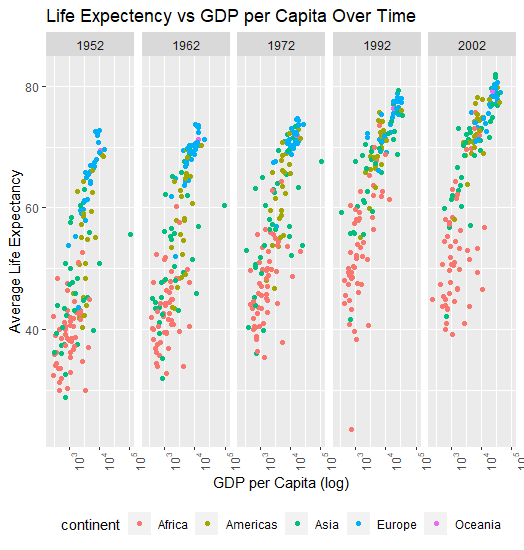 Life Expectency vs GDP per Capita Over Time
1952 1962 1972 1992 2002
Average Life Expectancy
80
60
40
10^3 10^4 10^5 10^3 10^4 10^5 10^3 10^4 10^5 10^3 10^4 10^5 10^3 10^4 10^5
GDP per Capita (log)
continent Africa Americas Asia Europe Oceania